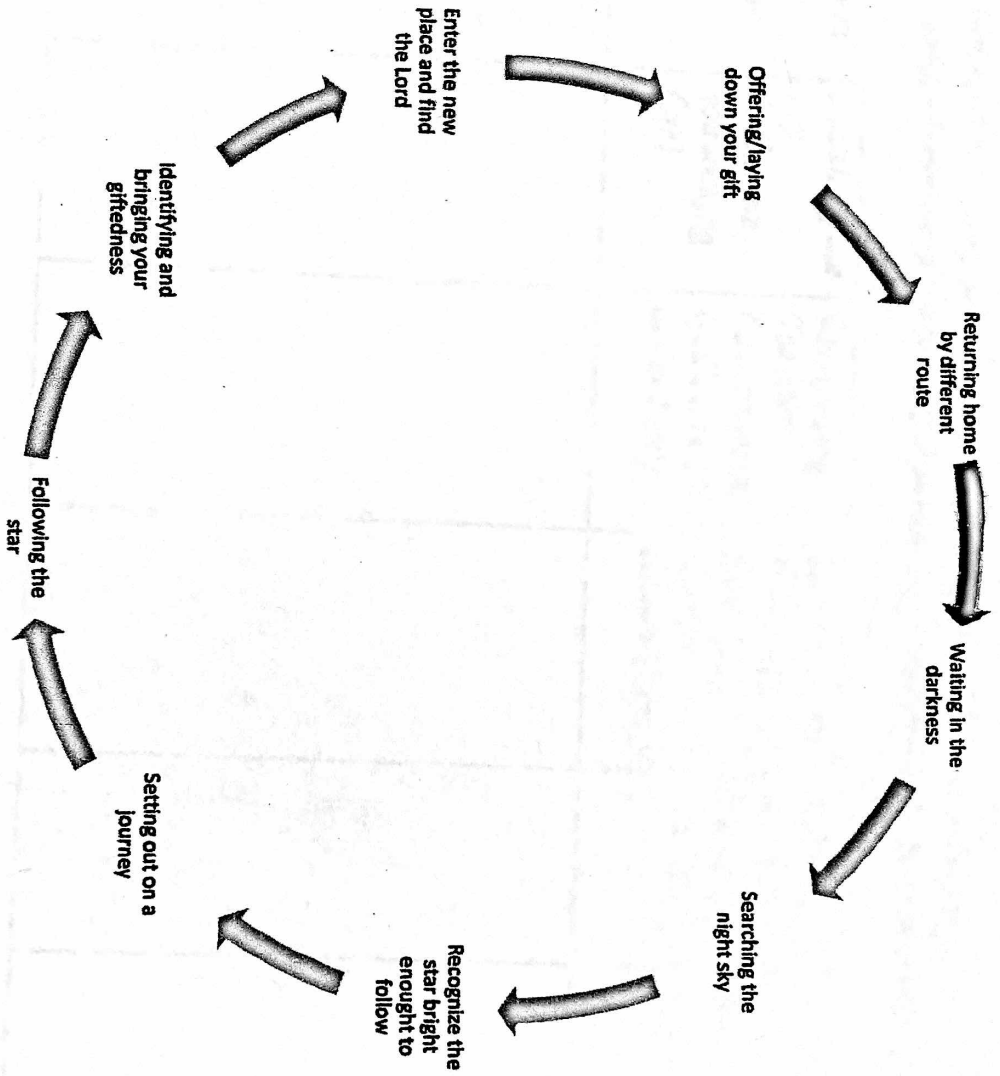 Waiting in the
darkness
Searching the
night sky
Recognize the
star bright
enought to
follow
Setting out on a
journey
Following the
star
Identifying and
bringing your
giftedness
Enter the new
place and find
the Lord
Offering/laying
down your gift
Returning home
by different
route